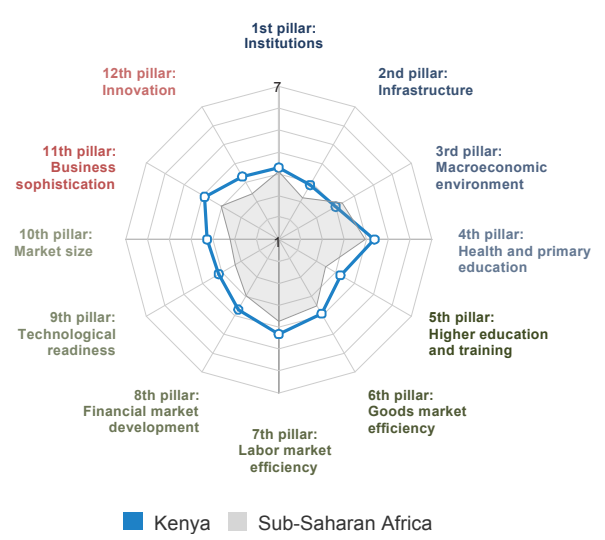 1st pillar:
Institutions
2nd pillar:
Infrastructure
3rd pillar:
Macroeconomic
environment
4th pillar:
Health and primary
education
5th pillar:
Higher education
and training
6th pillar:
Goods market
efficiency
7th pillar:
Labor market
efficiency
8th pillar:
Financial market
development
9th pillar:
Technological
readiness
10th pillar:
Market size
11th pillar:
Business
sophistication
12th pillar:
Innovation
7
1
Kenya
Sub-Saharan Africa